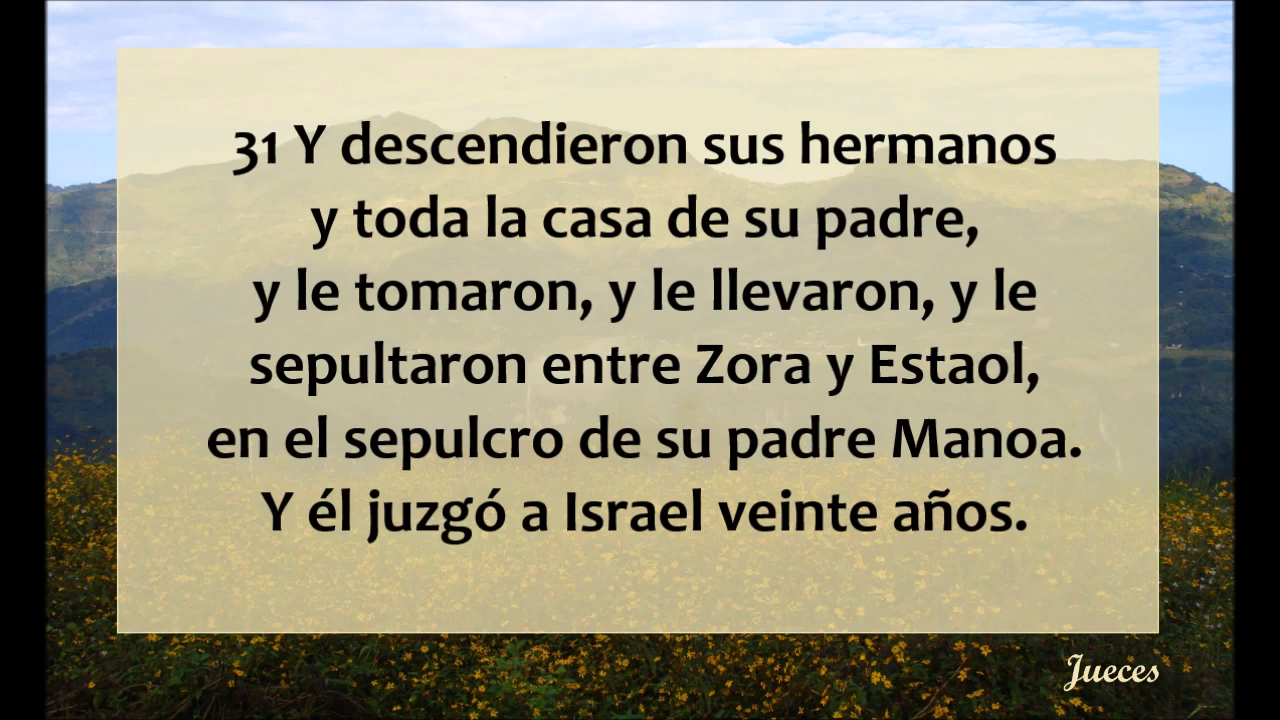 31 Y descendieron sus hermanos
y toda la casa de su padre,
y le tomaron, y le llevaron, y le
sepultaron entre Zora y Estaol,
en el sepulcro de su padre Manoa.
Y él juzgó a Israel veinte años.
Jueces